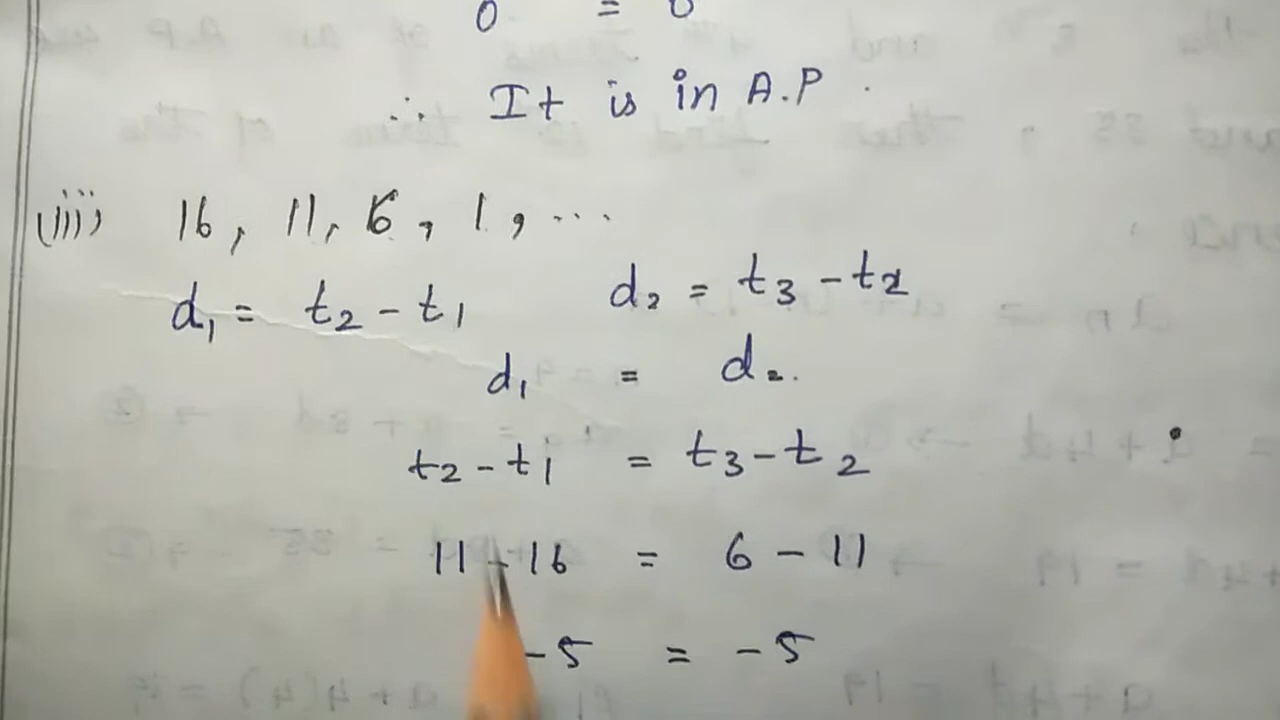 0 = 0
∴ It is in A.P.
(iii) 16, 11, 6, 1, ...
d₁ = t₂ - t₁ d₂ = t₃ - t₂
d₁ = d₂.
t₂ - t₁ = t₃ - t₂
11 - 16 = 6 - 11
-5 = -5